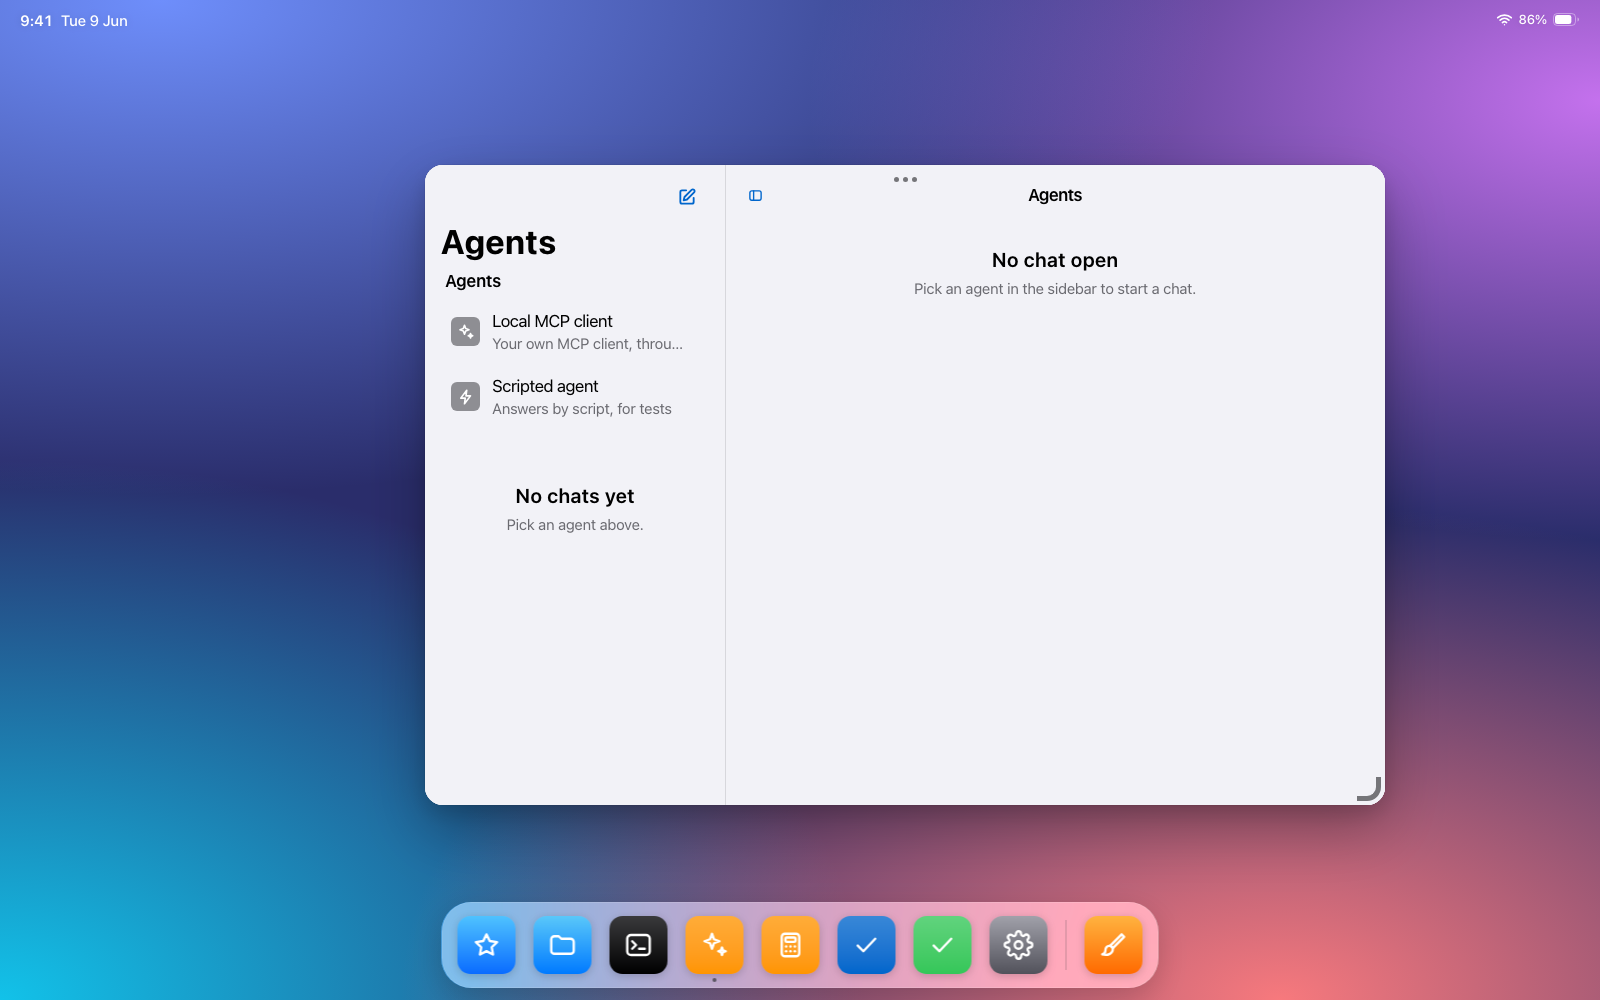 9:41 Tue 9 Jun
86%
Agents
Agents
Local MCP client
Your own MCP client, throu...
Scripted agent
Answers by script, for tests
No chats yet
Pick an agent above.
Agents
No chat open
Pick an agent in the sidebar to start a chat.